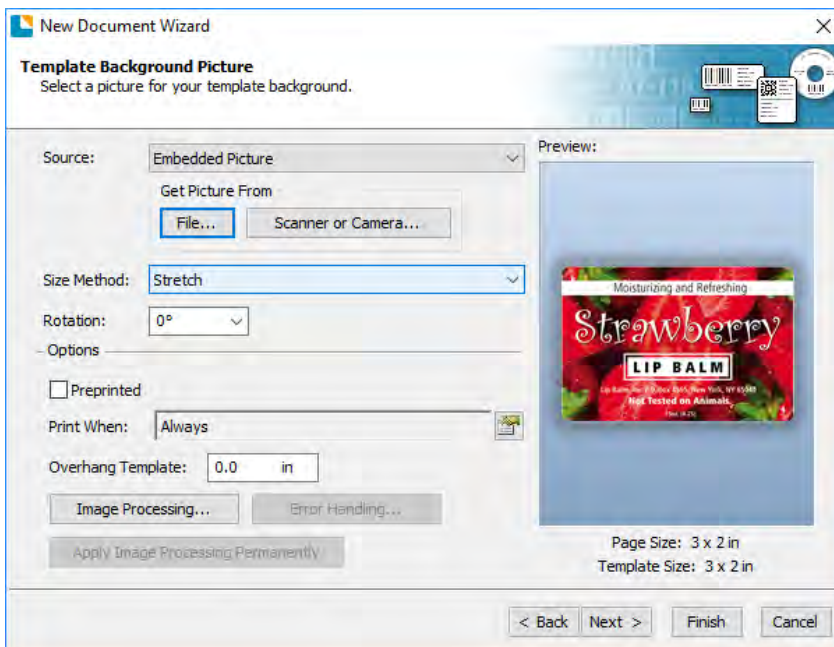 New Document Wizard
Template Background Picture
Select a picture for your template background.
Source: Embedded Picture
Get Picture From
File... Scanner or Camera...
Size Method: Stretch
Rotation: 0°
Options
Preprinted
Print When: Always
Overhang Template: 0.0 in
Image Processing... Error Handling...
Apply Image Processing Permanently
Preview:
Moisturizing and Refreshing
Strawberry
LIP BALM
Not Tested on Animals.
Page Size: 3 x 2 in
Template Size: 3 x 2 in
< Back Next > Finish Cancel